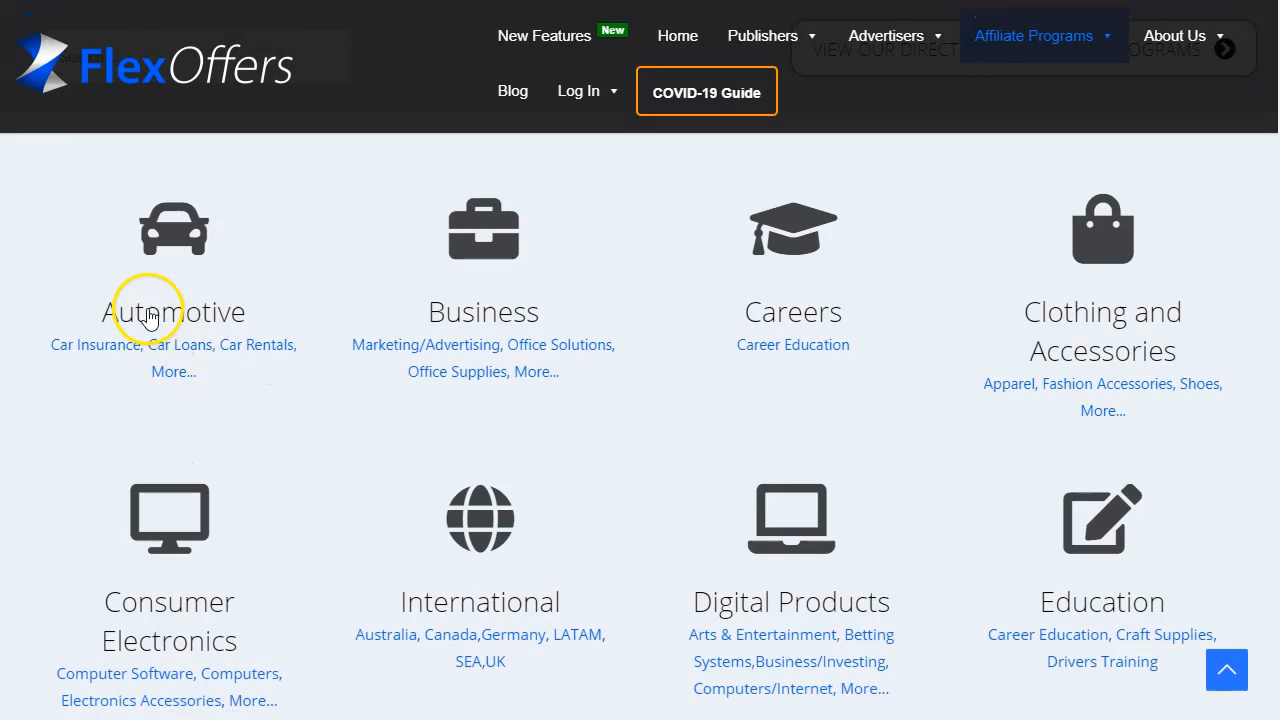 New Features New Home Publishers Advertisers Affiliate Programs About Us
VIEW OUR DIRECT PROGRAMS
FlexOffers
Blog Log In COVID-19 Guide
Automotive
Car Insurance, Car Loans, Car Rentals,
More...
Business
Marketing/Advertising, Office Solutions,
Office Supplies, More...
Careers
Career Education
Clothing and
Accessories
Apparel, Fashion Accessories, Shoes,
More...
Consumer
Electronics
Computer Software, Computers,
Electronics Accessories, More...
International
Australia, Canada,Germany, LATAM,
SEA,UK
Digital Products
Arts & Entertainment, Betting
Systems,Business/Investing,
Computers/Internet, More...
Education
Career Education, Craft Supplies,
Drivers Training